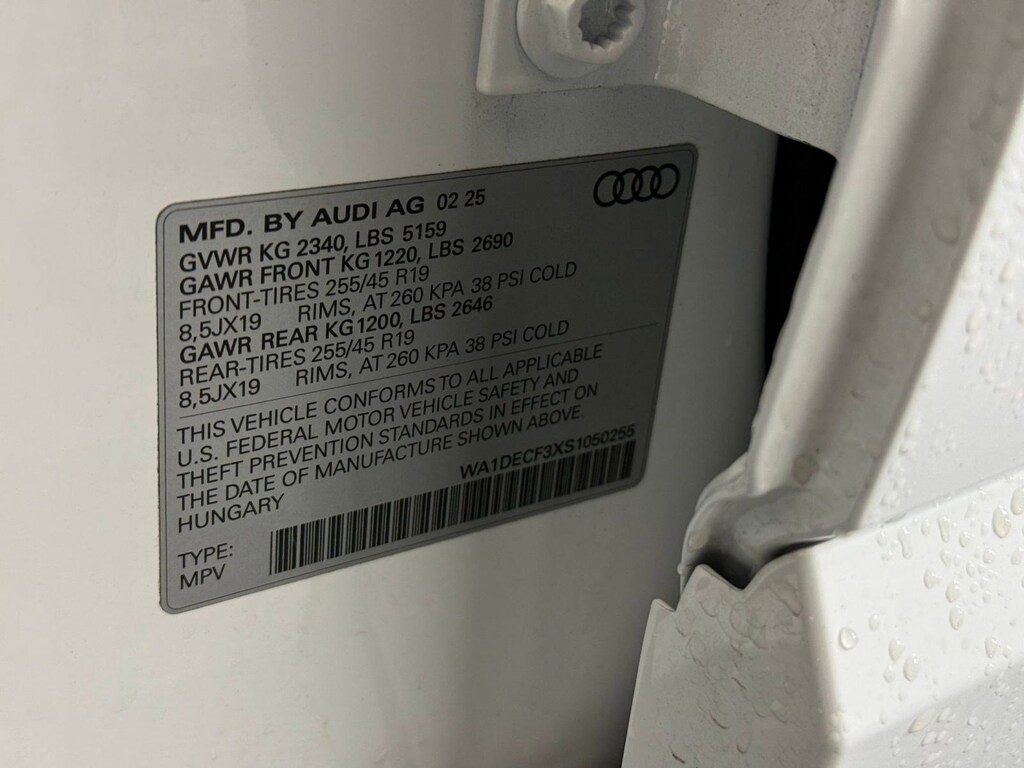 MFD. BY AUDI AG 02 25
GVWR KG 2340, LBS 5159
GAWR FRONT KG 1220, LBS 2690
FRONT-TIRES 255/45 R19
8,5JX19 RIMS, AT 260 KPA 38 PSI COLD
GAWR REAR KG 1200, LBS 2646
REAR-TIRES 255/45 R19
8,5JX19 RIMS, AT 260 KPA 38 PSI COLD
THIS VEHICLE CONFORMS TO ALL APPLICABLE
U.S. FEDERAL MOTOR VEHICLE SAFETY AND
THEFT PREVENTION STANDARDS IN EFFECT ON
THE DATE OF MANUFACTURE SHOWN ABOVE.
HUNGARY
WA1DECF3XS1050255
TYPE:
MPV